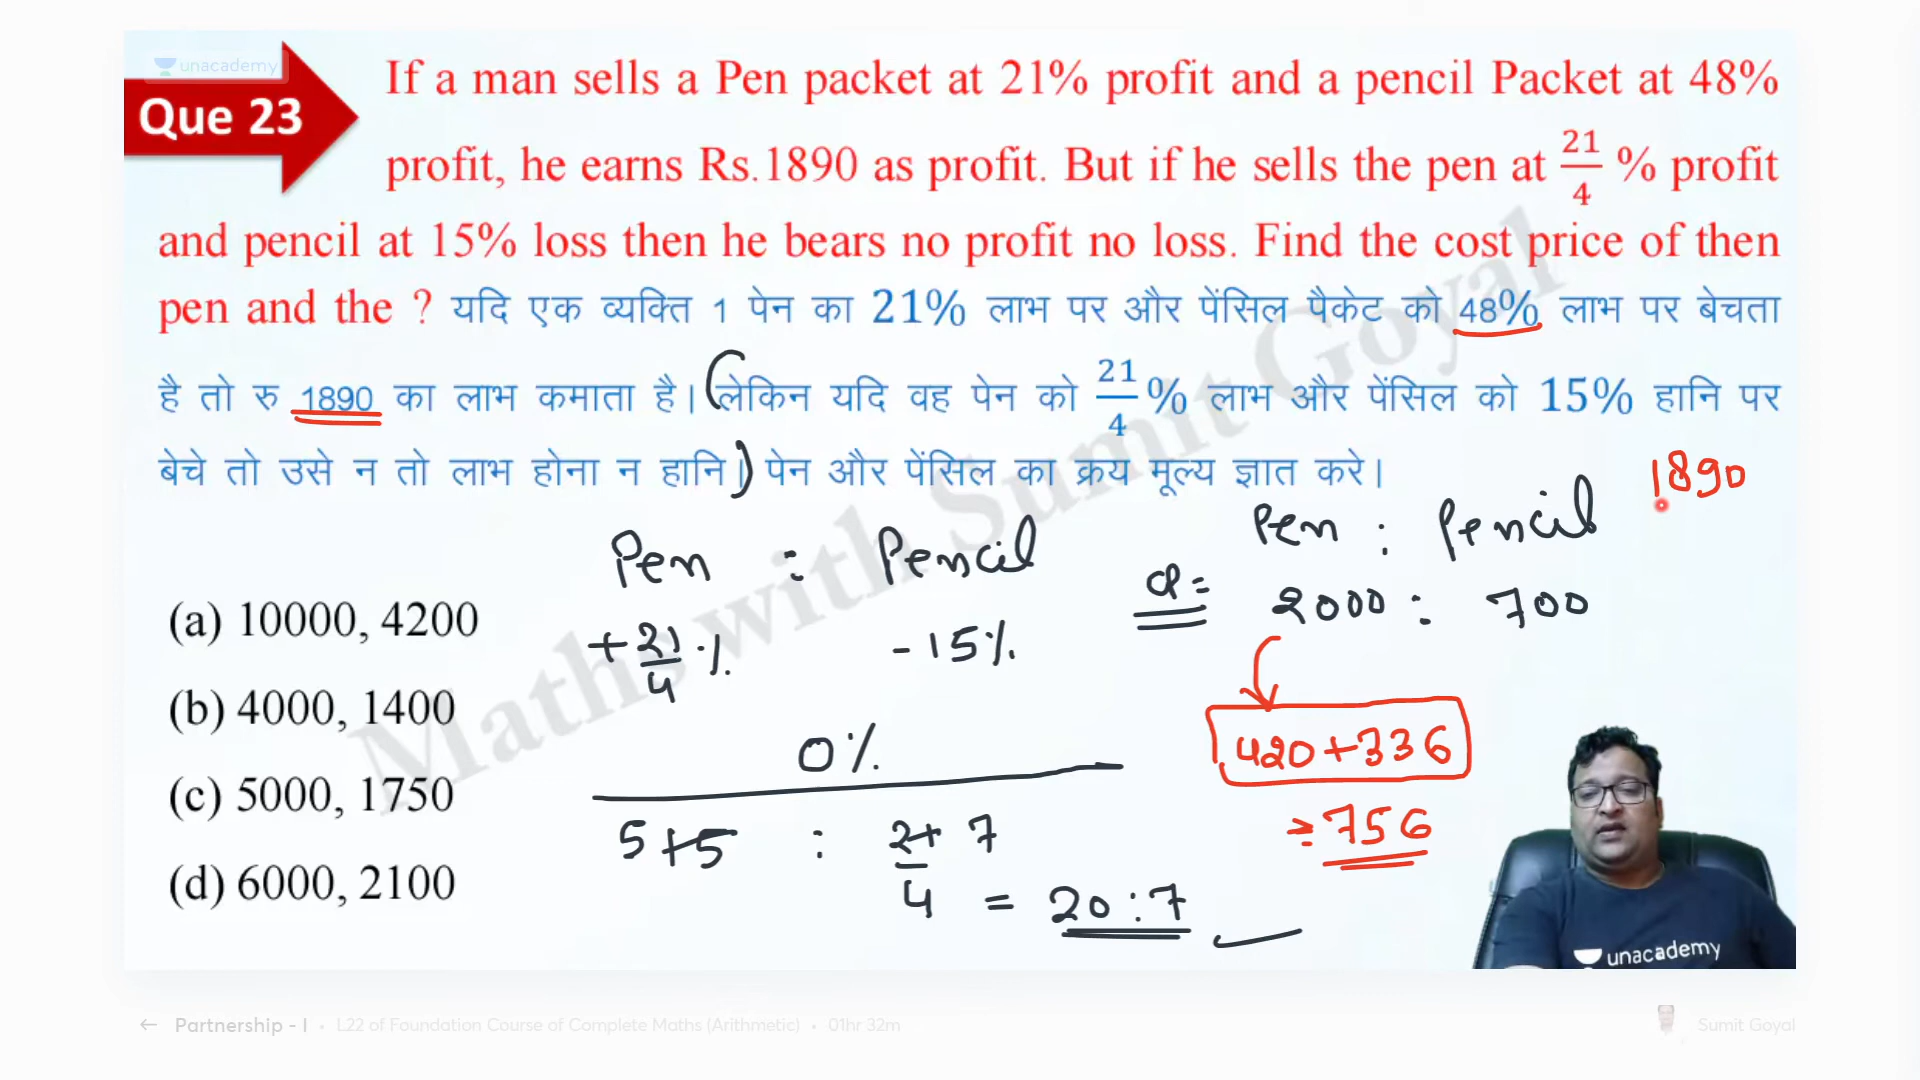 unacademy
Que 23
If a man sells a Pen packet at 21% profit and a pencil Packet at 48%
profit, he earns Rs.1890 as profit. But if he sells the pen at 21/4 % profit
and pencil at 15% loss then he bears no profit no loss. Find the cost price of then
pen and the ? यदि एक व्यक्ति 1 पेन का 21% लाभ पर और पेंसिल पैकेट को 48% लाभ पर बेचता
है तो रु 1890 का लाभ कमाता है। (लेकिन यदि वह पेन को 21/4 % लाभ और पेंसिल को 15% हानि पर
बेचे तो उसे न तो लाभ होना न हानि।) पेन और पेंसिल का क्रय मूल्य ज्ञात करे।
Maths with Sumit Goyal
1890
Pen : Pencil
Pen : Pencil
CP = 2000 : 700
(a) 10000, 4200
+21/4 % -15%
(b) 4000, 1400
0%
420+336
(c) 5000, 1750
5+5 : 21/4 7
= 756
(d) 6000, 2100
= 20:7
unacademy
← Partnership - I • L22 of Foundation Course of Complete Maths (Arithmetic) • 01hr 32m
Sumit Goyal